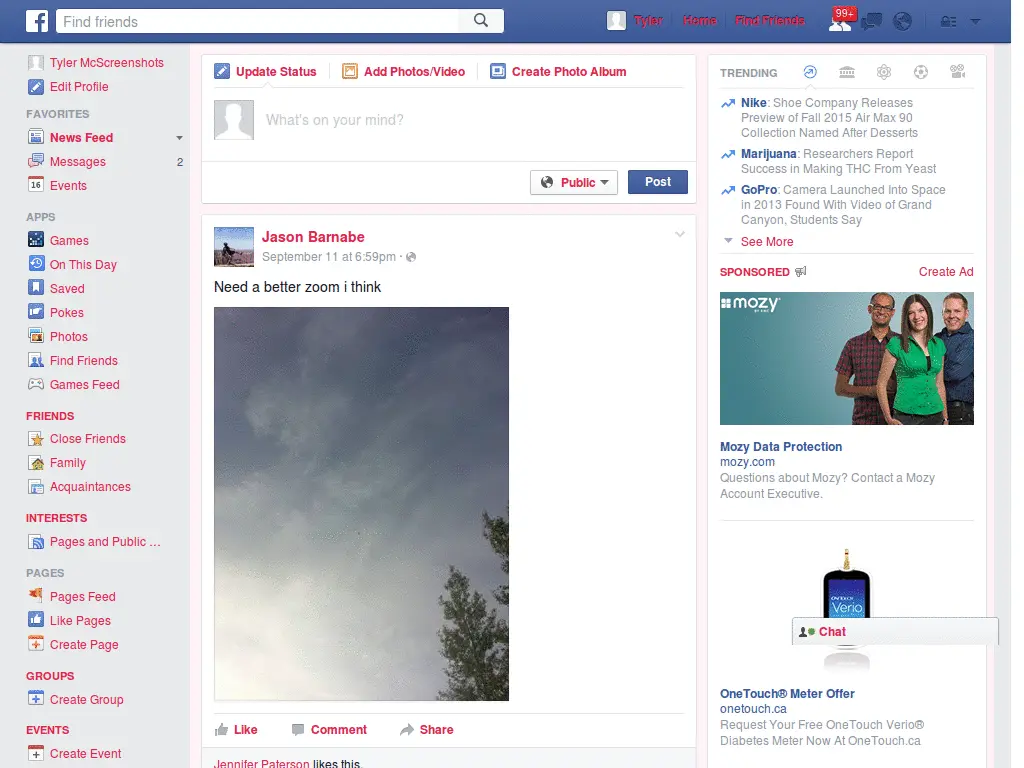 Find friends
Tyler
Home
Find Friends
99+
Tyler McScreenshots
Edit Profile
FAVORITES
News Feed
Messages
2
16
Events
APPS
Games
On This Day
Saved
Pokes
Photos
Find Friends
Games Feed
FRIENDS
Close Friends
Family
Acquaintances
INTERESTS
Pages and Public ...
PAGES
Pages Feed
Like Pages
Create Page
GROUPS
Create Group
EVENTS
Create Event
Update Status
Add Photos/Video
Create Photo Album
What's on your mind?
Public
Post
Jason Barnabe
September 11 at 6:59pm ·
Need a better zoom i think
Like
Comment
Share
Jennifer Paterson likes this.
TRENDING
Nike: Shoe Company Releases
Preview of Fall 2015 Air Max 90
Collection Named After Desserts
Marijuana: Researchers Report
Success in Making THC From Yeast
GoPro: Camera Launched Into Space
in 2013 Found With Video of Grand
Canyon, Students Say
See More
SPONSORED
Create Ad
mozy
Mozy Data Protection
mozy.com
Questions about Mozy? Contact a Mozy
Account Executive.
ONETOUCH
Verio
Chat
OneTouch® Meter Offer
onetouch.ca
Request Your Free OneTouch Verio®
Diabetes Meter Now At OneTouch.ca